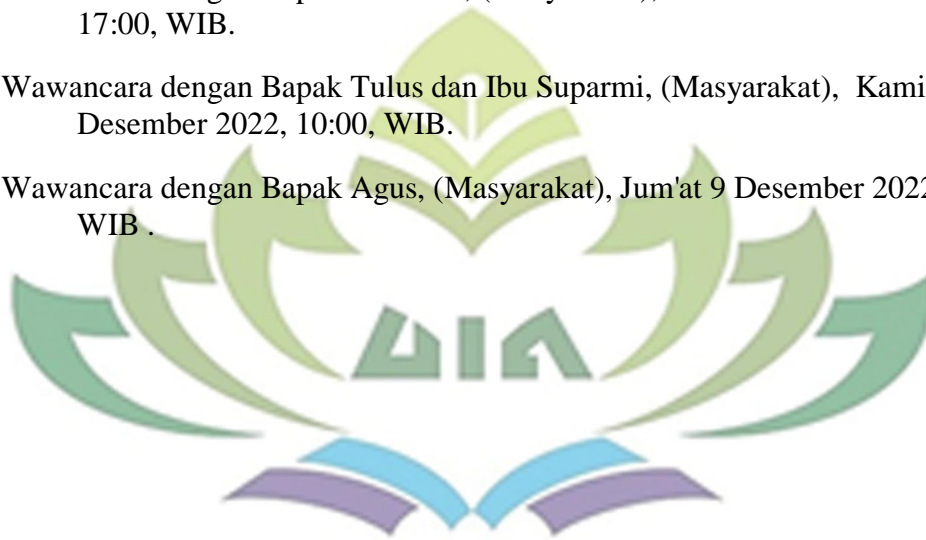 17:00, WIB.
Wawancara dengan Bapak Tulus dan Ibu Suparmi, (Masyarakat), Kami
Desember 2022, 10:00, WIB.
Wawancara dengan Bapak Agus, (Masyarakat), Jum'at 9 Desember 2022
WIB .
UIN